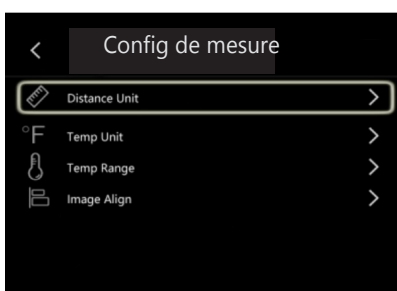 Config de mesure
Distance Unit
°F Temp Unit
Temp Range
Image Align